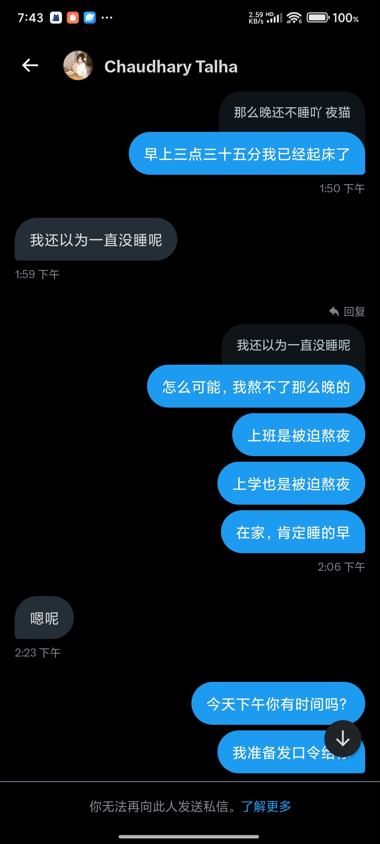 7:43
2.59 KB/s
HD
6
100%
Chaudhary Talha
那么晚还不睡吖 夜猫
早上三点三十五分我已经起床了
1:50 下午
我还以为一直没睡呢
1:59 下午
回复
我还以为一直没睡呢
怎么可能，我熬不了那么晚的
上班是被迫熬夜
上学也是被迫熬夜
在家，肯定睡的早
2:06 下午
嗯呢
2:23 下午
今天下午你有时间吗？
我准备发口令给
你无法再向此人发送私信。了解更多